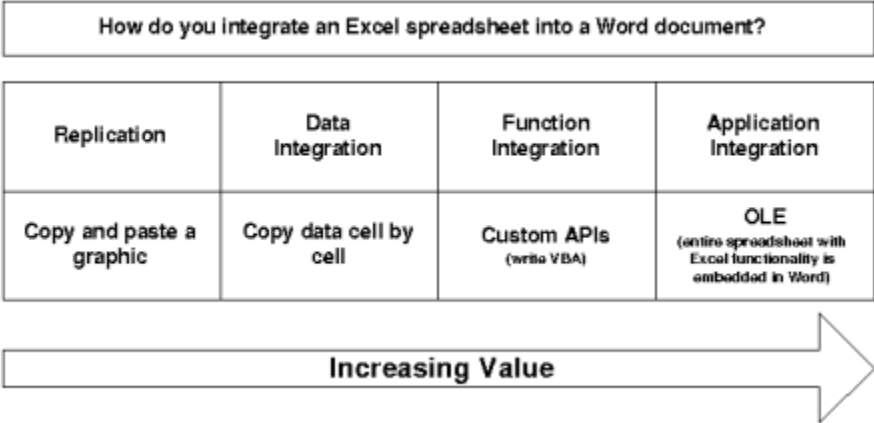 How do you integrate an Excel spreadsheet into a Word document?
Replication
Data
Integration
Function
Integration
Application
Integration
Copy and paste a
graphic
Copy data cell by
cell
Custom APIs
(write VBA)
OLE
(entire spreadsheet with
Excel functionality is
embedded in Word)
Increasing Value